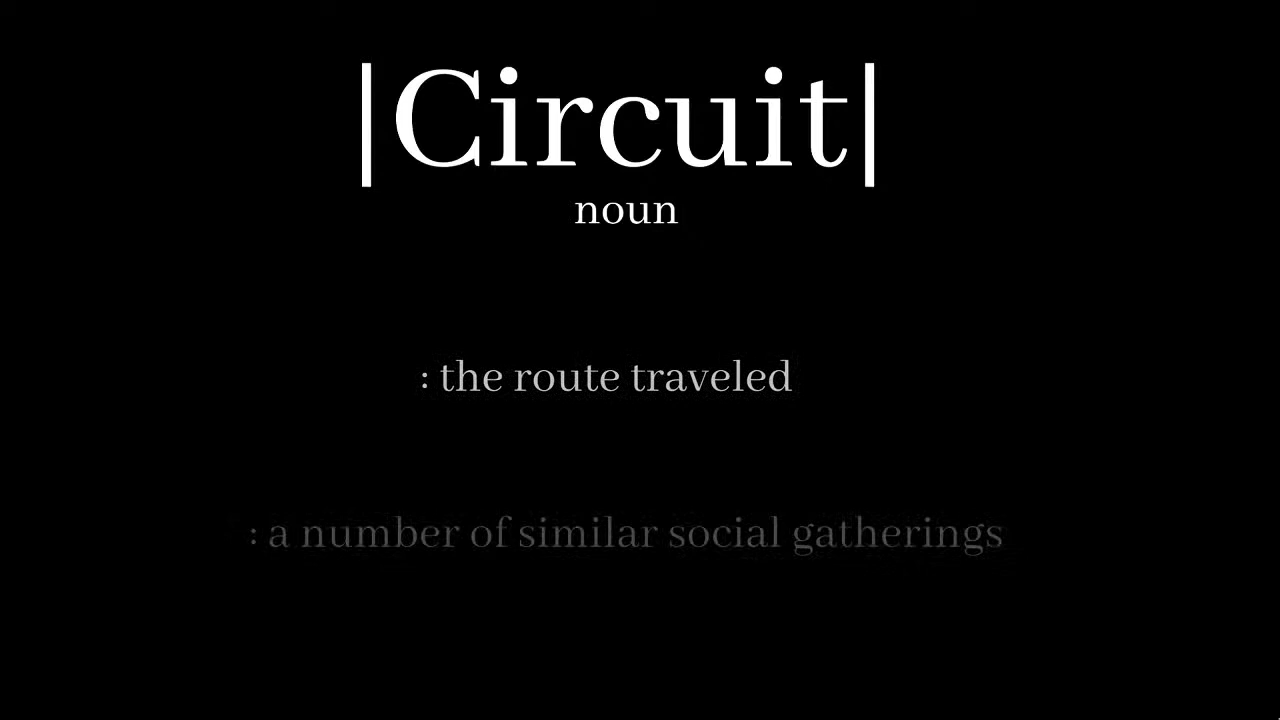 |Circuit|
noun
: the route traveled
: a number of similar social gatherings